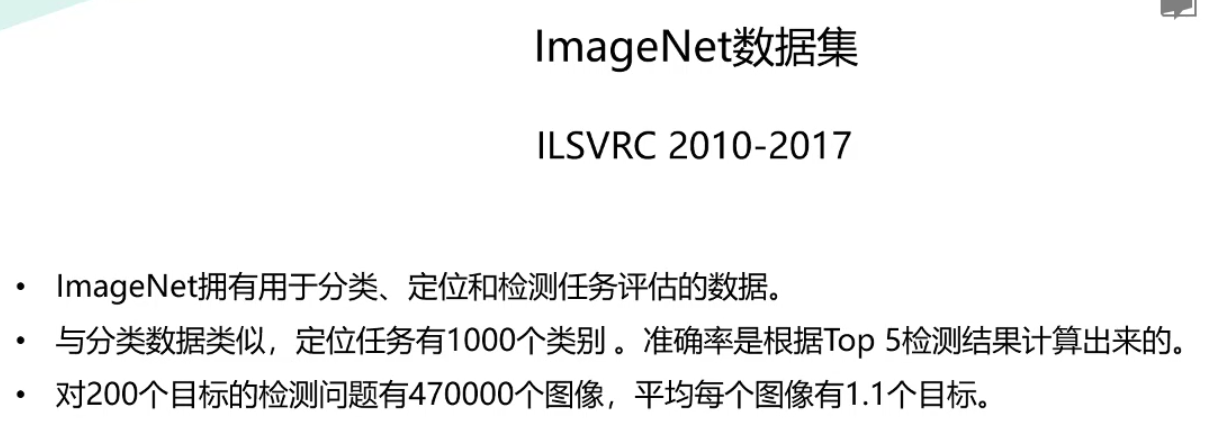 ImageNet数据集
ILSVRC 2010-2017
• ImageNet拥有用于分类、定位和检测任务评估的数据。
• 与分类数据类似，定位任务有1000个类别 。准确率是根据Top 5检测结果计算出来的。
• 对200个目标的检测问题有470000个图像，平均每个图像有1.1个目标。